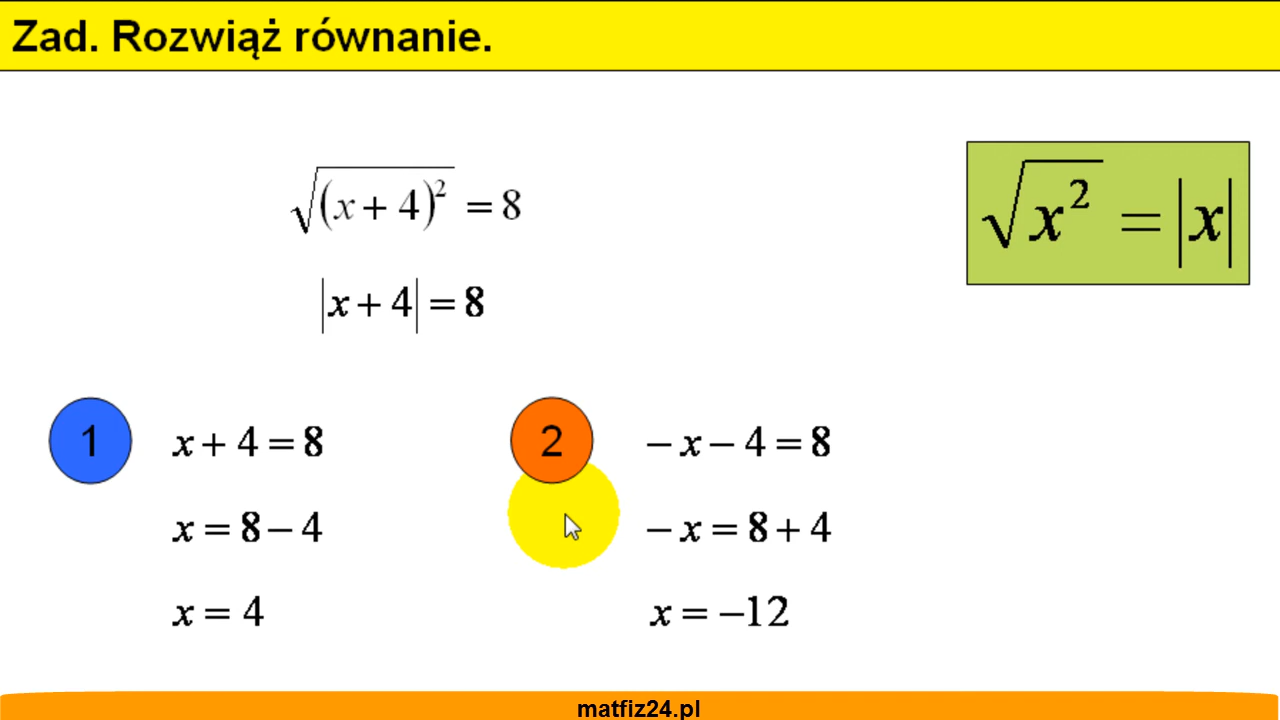 Zad. Rozwiąż równanie.
√(x + 4)² = 8
√x² = |x|
|x + 4| = 8
1
x + 4 = 8
x = 8 − 4
x = 4
2
− x − 4 = 8
− x = 8 + 4
x = −12
matfiz24.pl